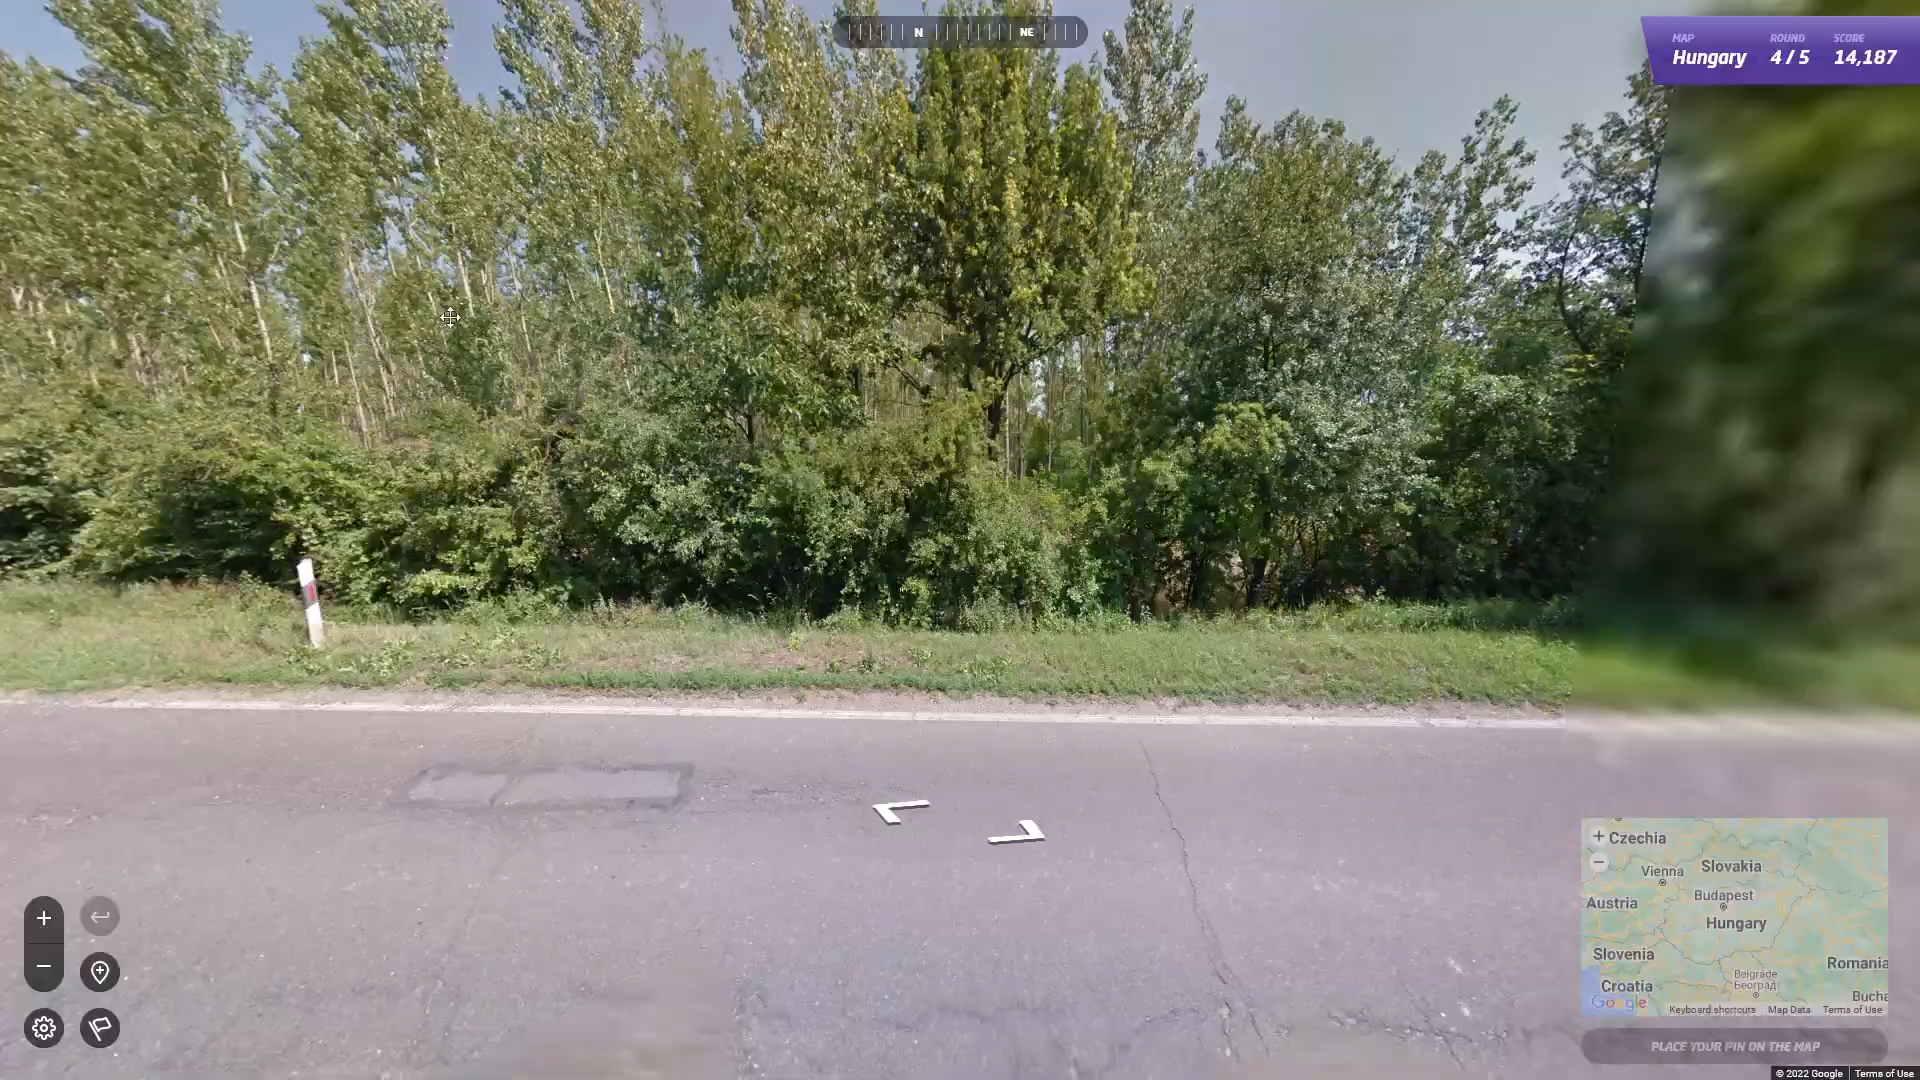 N NE
MAP ROUND SCORE
Hungary 4 / 5 14,187
Czechia
Vienna Slovakia
Budapest
Austria
Hungary
Slovenia
Romania
Belgrade
Београд
Croatia
Bucha
Google
Keyboard shortcuts Map Data Terms of Use
PLACE YOUR PIN ON THE MAP
© 2022 Google Terms of Use